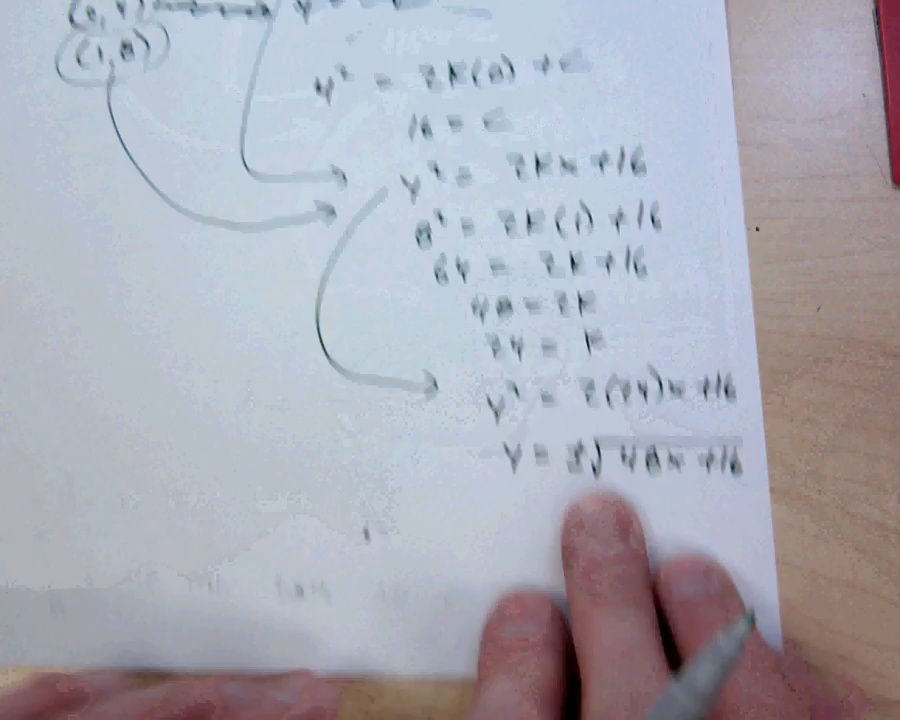 (1,8)
y² = 2k(0) + c
16 = c
y² = 2kx + 16
8² = 2k(1) + 16
64 = 2k + 16
48 = 2k
24 = k
y² = 2(24)x + 16
y = ±√48x + 16